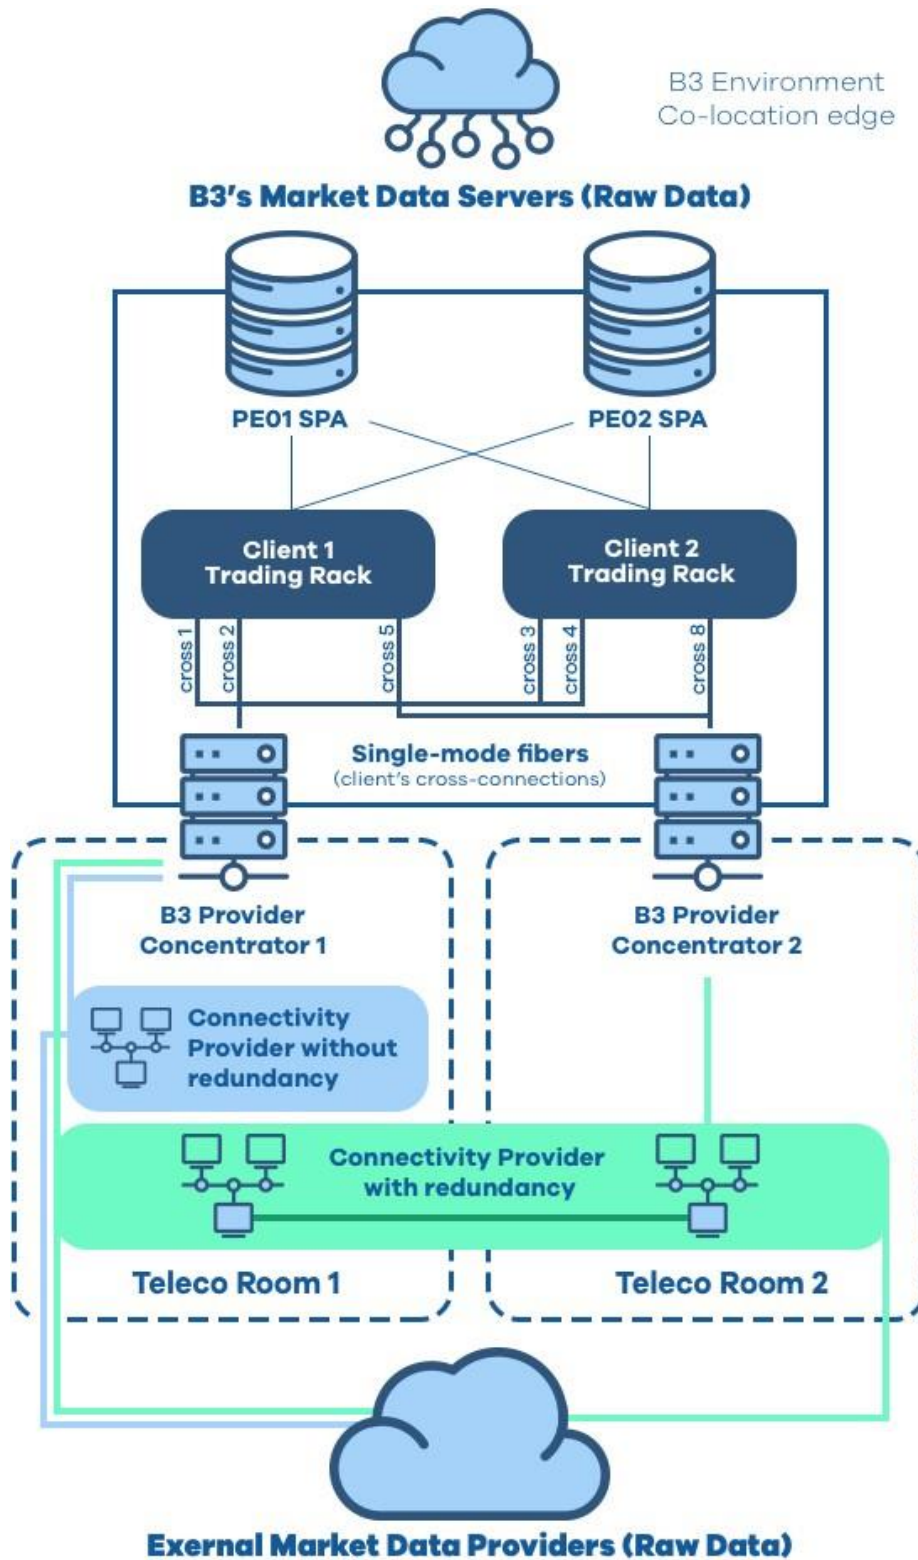 B3 Environment
Co-location edge
B3's Market Data Servers (Raw Data)
PE01 SPA
PE02 SPA
Client 1
Trading Rack
Client 2
Trading Rack
cross 1
cross 2
cross 5
cross 3
cross 4
cross 8
Single-mode fibers
(client's cross-connections)
B3 Provider
Concentrator 1
B3 Provider
Concentrator 2
Connectivity
Provider without
redundancy
Connectivity Provider
with redundancy
Teleco Room 1
Teleco Room 2
Exernal Market Data Providers (Raw Data)